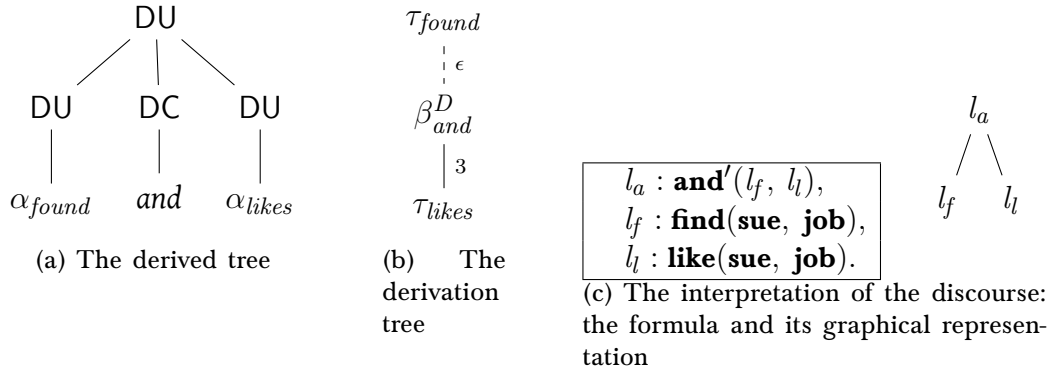 DU
DU DC DU
α_found and α_likes
(a) The derived tree
τ_found
ϵ
β^D_and
3
τ_likes
(b) The
derivation
tree
l_a : and′(l_f, l_l),
l_f : find(sue, job),
l_l : like(sue, job).
l_a
l_f l_l
(c) The interpretation of the discourse:
the formula and its graphical represen-
tation